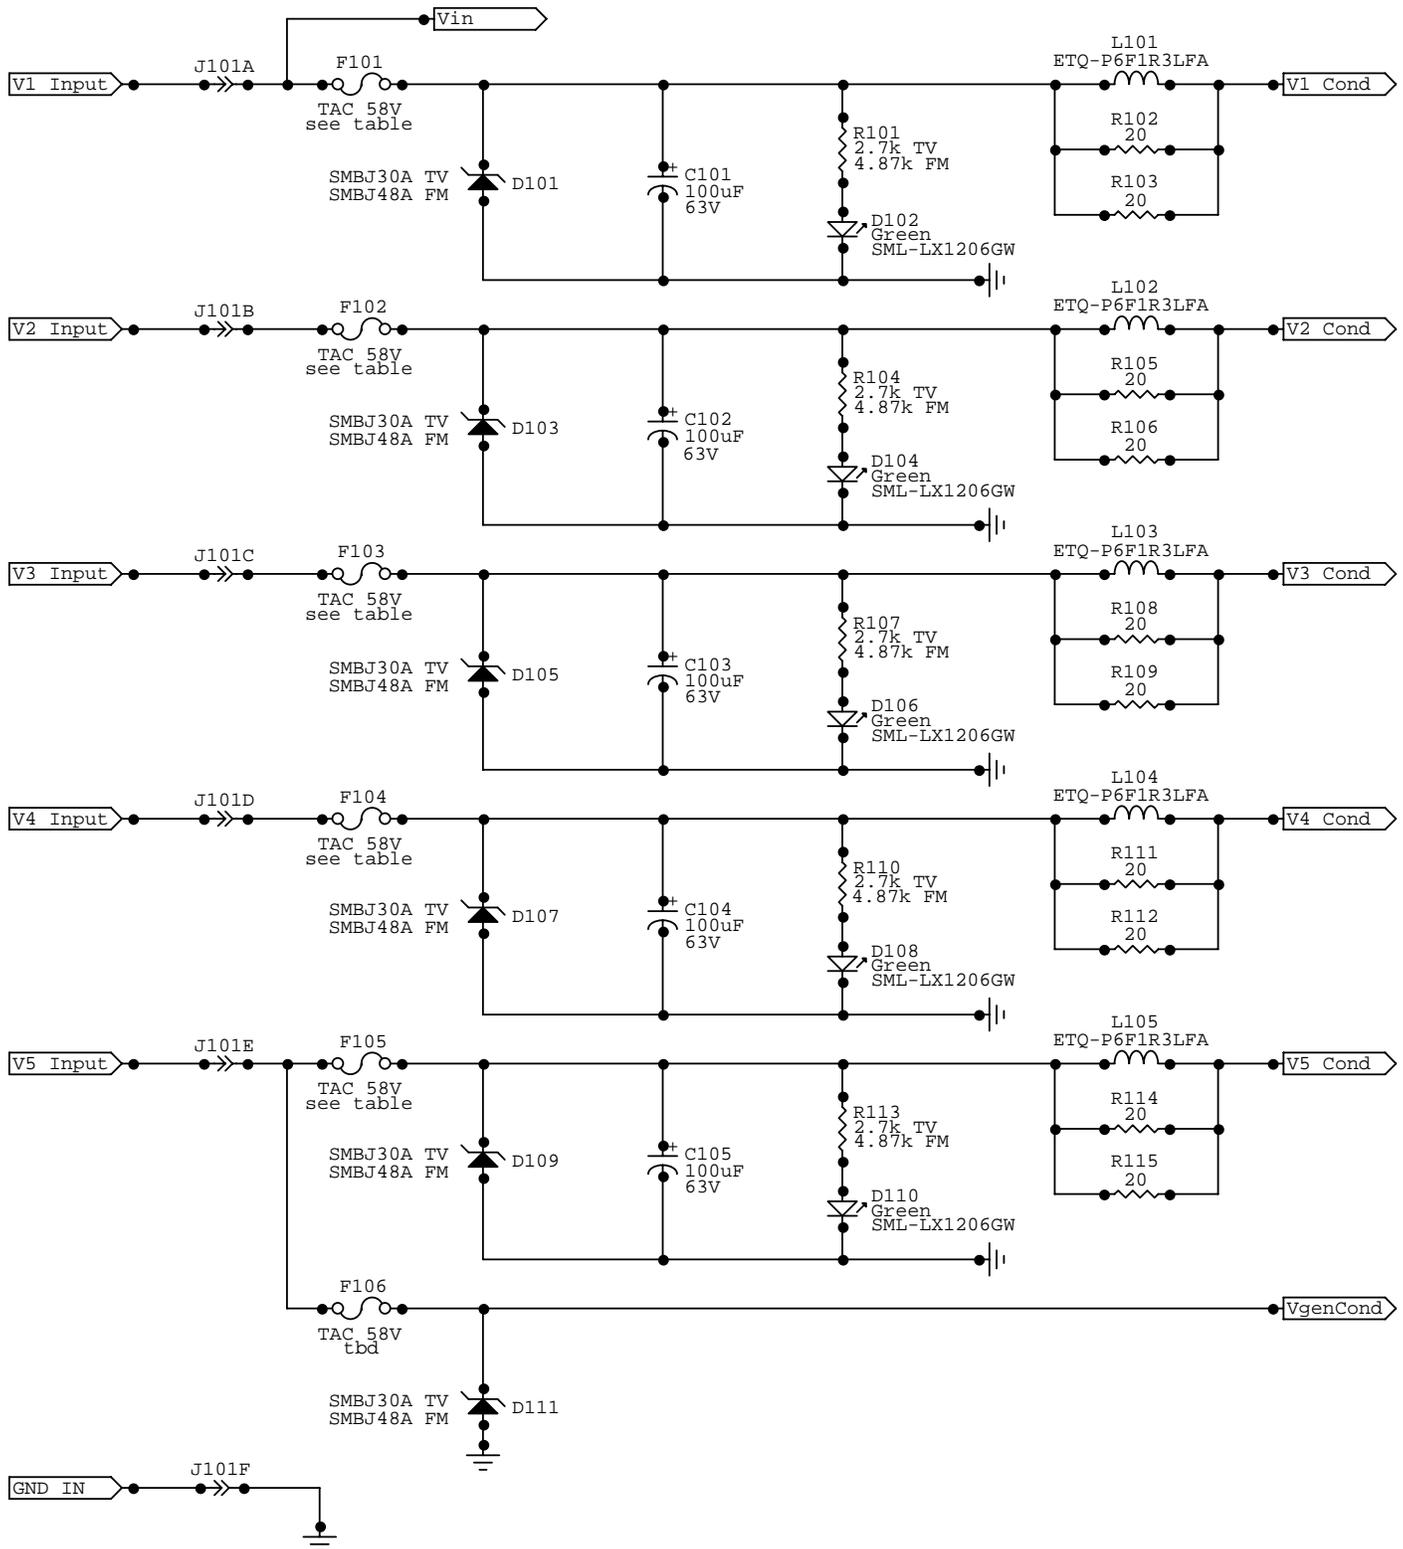 Vin
V1 Input
J101A
F101
TAC 58V
see table
SMBJ30A TV
SMBJ48A FM
D101
C101
100uF
63V
R101
2.7k TV
4.87k FM
D102
Green
SML-LX1206GW
L101
ETQ-P6F1R3LFA
V1 Cond
R102
20
R103
20
V2 Input
J101B
F102
TAC 58V
see table
SMBJ30A TV
SMBJ48A FM
D103
C102
100uF
63V
R104
2.7k TV
4.87k FM
D104
Green
SML-LX1206GW
L102
ETQ-P6F1R3LFA
V2 Cond
R105
20
R106
20
V3 Input
J101C
F103
TAC 58V
see table
SMBJ30A TV
SMBJ48A FM
D105
C103
100uF
63V
R107
2.7k TV
4.87k FM
D106
Green
SML-LX1206GW
L103
ETQ-P6F1R3LFA
V3 Cond
R108
20
R109
20
V4 Input
J101D
F104
TAC 58V
see table
SMBJ30A TV
SMBJ48A FM
D107
C104
100uF
63V
R110
2.7k TV
4.87k FM
D108
Green
SML-LX1206GW
L104
ETQ-P6F1R3LFA
V4 Cond
R111
20
R112
20
V5 Input
J101E
F105
TAC 58V
see table
SMBJ30A TV
SMBJ48A FM
D109
C105
100uF
63V
R113
2.7k TV
4.87k FM
D110
Green
SML-LX1206GW
L105
ETQ-P6F1R3LFA
V5 Cond
R114
20
R115
20
F106
TAC 58V
tbd
VgenCond
SMBJ30A TV
SMBJ48A FM
D111
GND IN
J101F